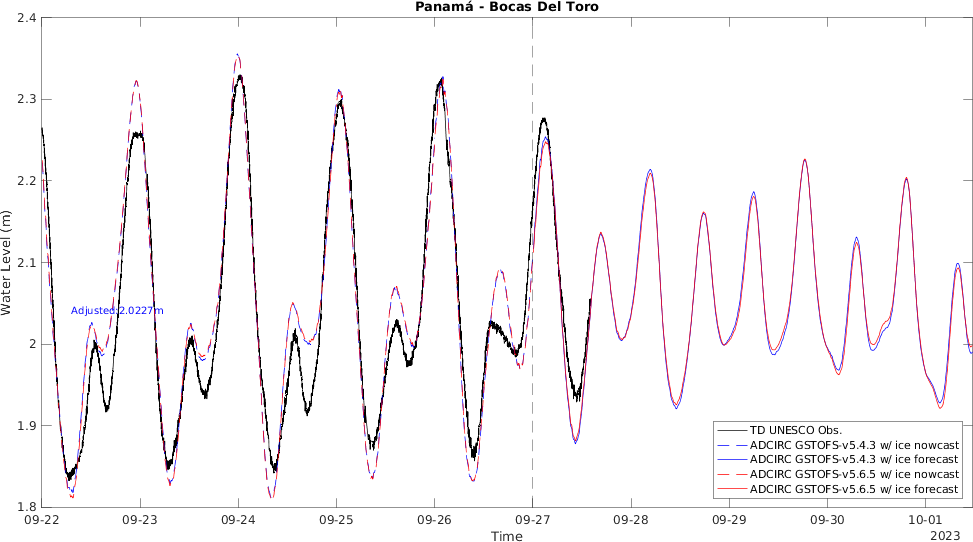 Panamá - Bocas Del Toro
2.4
2.3
2.2
2.1
2
1.9
1.8
Water Level (m)
Adjusted:2.0227m
TD UNESCO Obs.
ADCIRC GSTOFS-v5.4.3 w/ ice nowcast
ADCIRC GSTOFS-v5.4.3 w/ ice forecast
ADCIRC GSTOFS-v5.6.5 w/ ice nowcast
ADCIRC GSTOFS-v5.6.5 w/ ice forecast
09-22 09-23 09-24 09-25 09-26 09-27 09-28 09-29 09-30 10-01
Time
2023